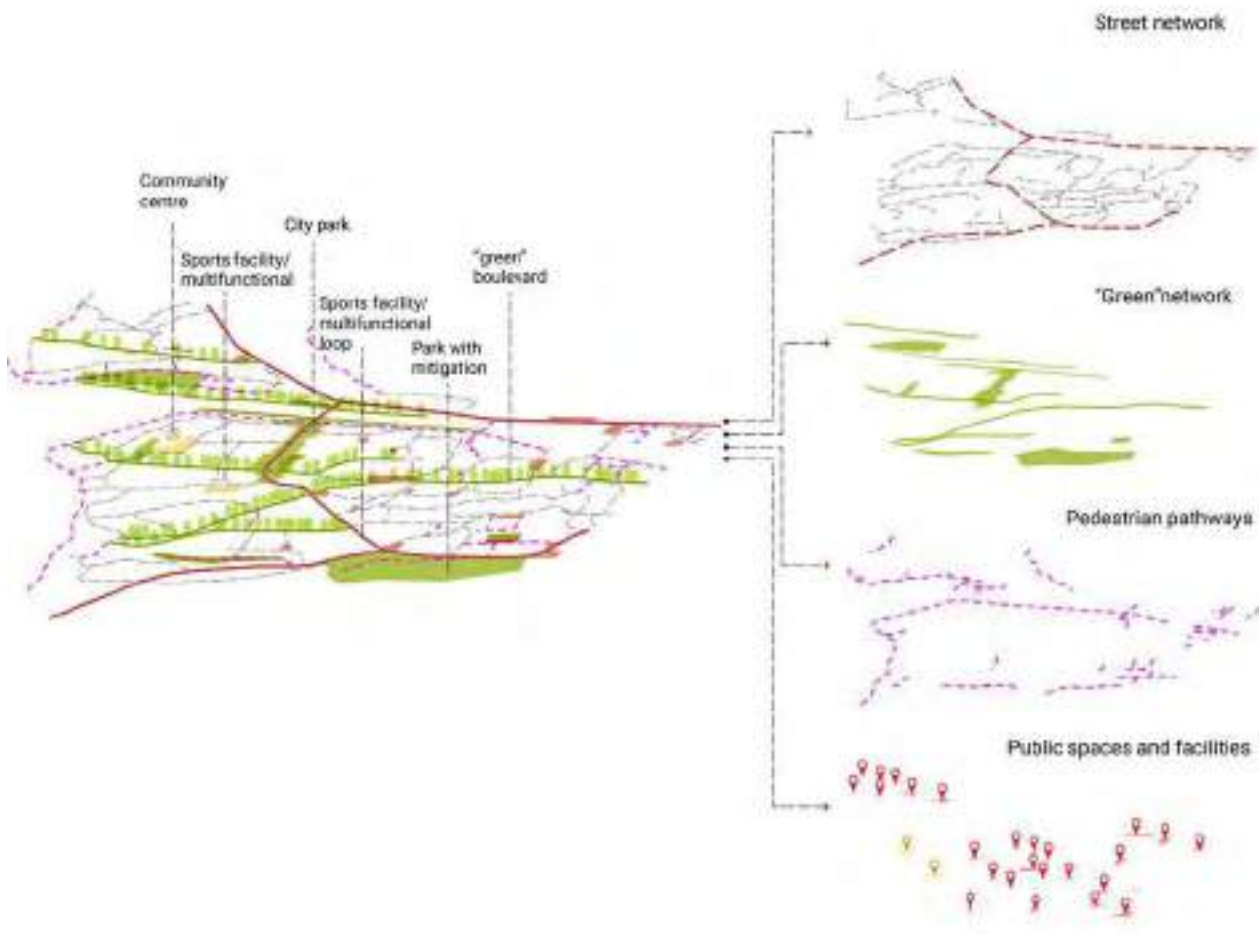 Street network
Community
centre
City park
Sports facility/
multifunctional
"green"
boulevard
Sports facility/
multifunctional
loop
Park with
mitigation
"Green"network
Pedestrian pathways
Public spaces and facilities